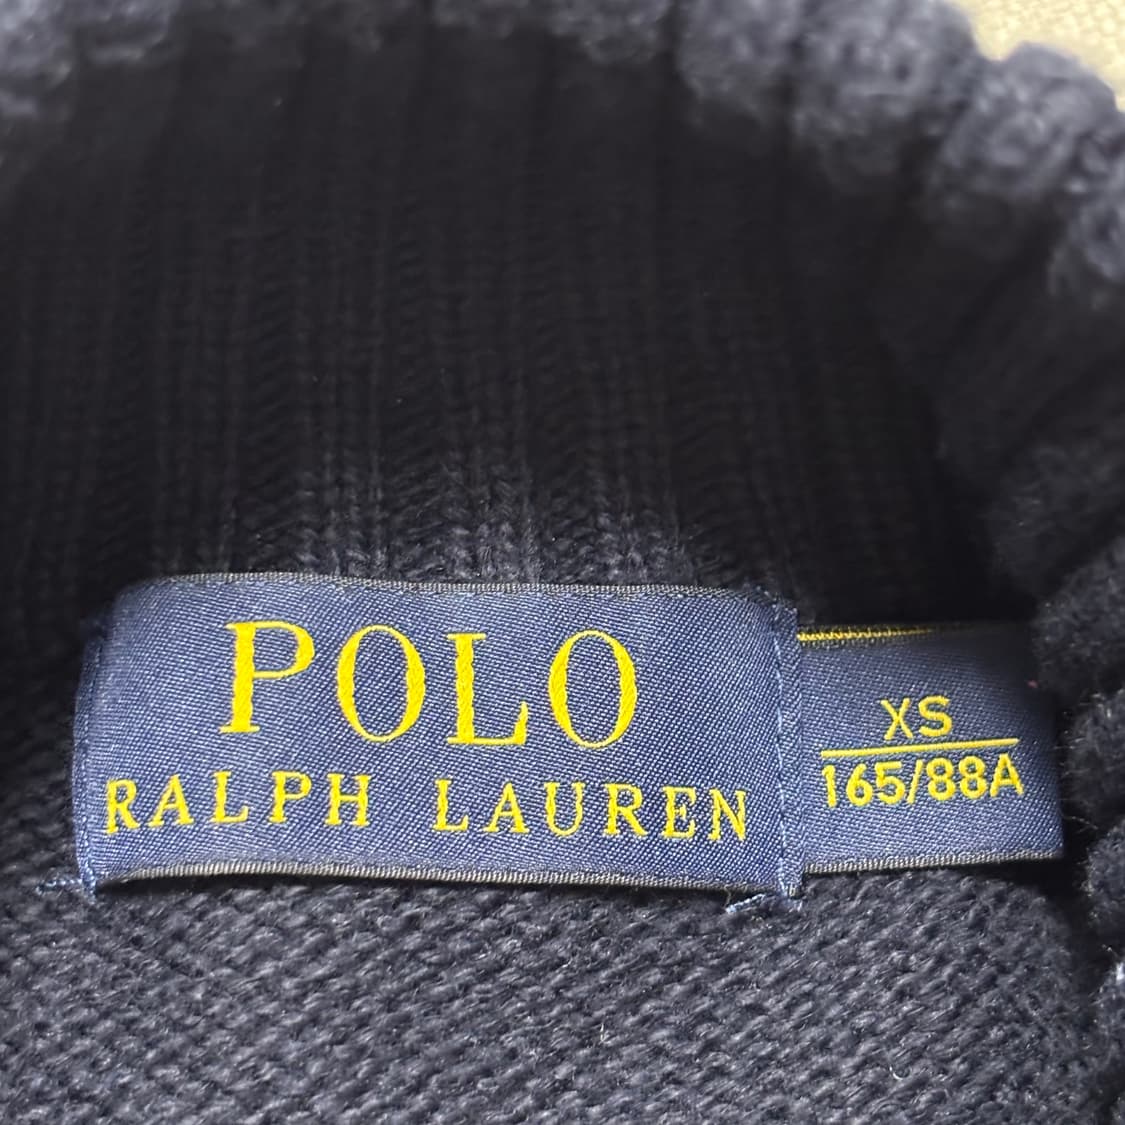 POLO
RALPH LAUREN
XS
165/88A